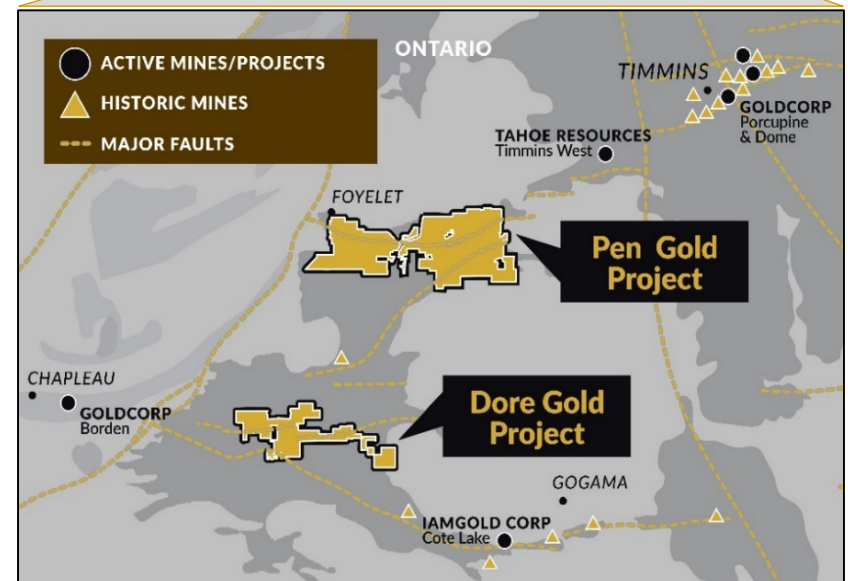 ACTIVE MINES/PROJECTS
HISTORIC MINES
MAJOR FAULTS
ONTARIO
TIMMINS
GOLDCORP
Porcupine
& Dome
TAHOE RESOURCES
Timmins West
FOYELET
Pen Gold
Project
CHAPLEAU
GOLDCORP
Borden
Dore Gold
Project
GOGAMA
IAMGOLD CORP
Cote Lake